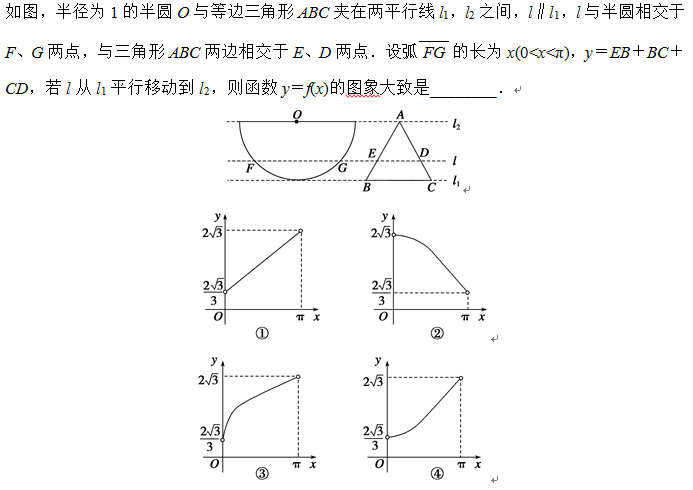 如图，半径为 1 的半圆 O 与等边三角形 ABC 夹在两平行线 l₁，l₂ 之间，l∥l₁，l 与半圆相交于
F、G 两点，与三角形 ABC 两边相交于 E、D 两点．设弧 FG 的长为 x(0<x<π)，y＝EB＋BC＋
CD，若 l 从 l₁ 平行移动到 l₂，则函数 y＝f(x)的图象大致是________．
O A l₂
F G E D l
B C l₁
y 2√3 2√3/3 O π x ①
y 2√3 2√3/3 O π x ②
y 2√3 2√3/3 O π x ③
y 2√3 2√3/3 O π x ④